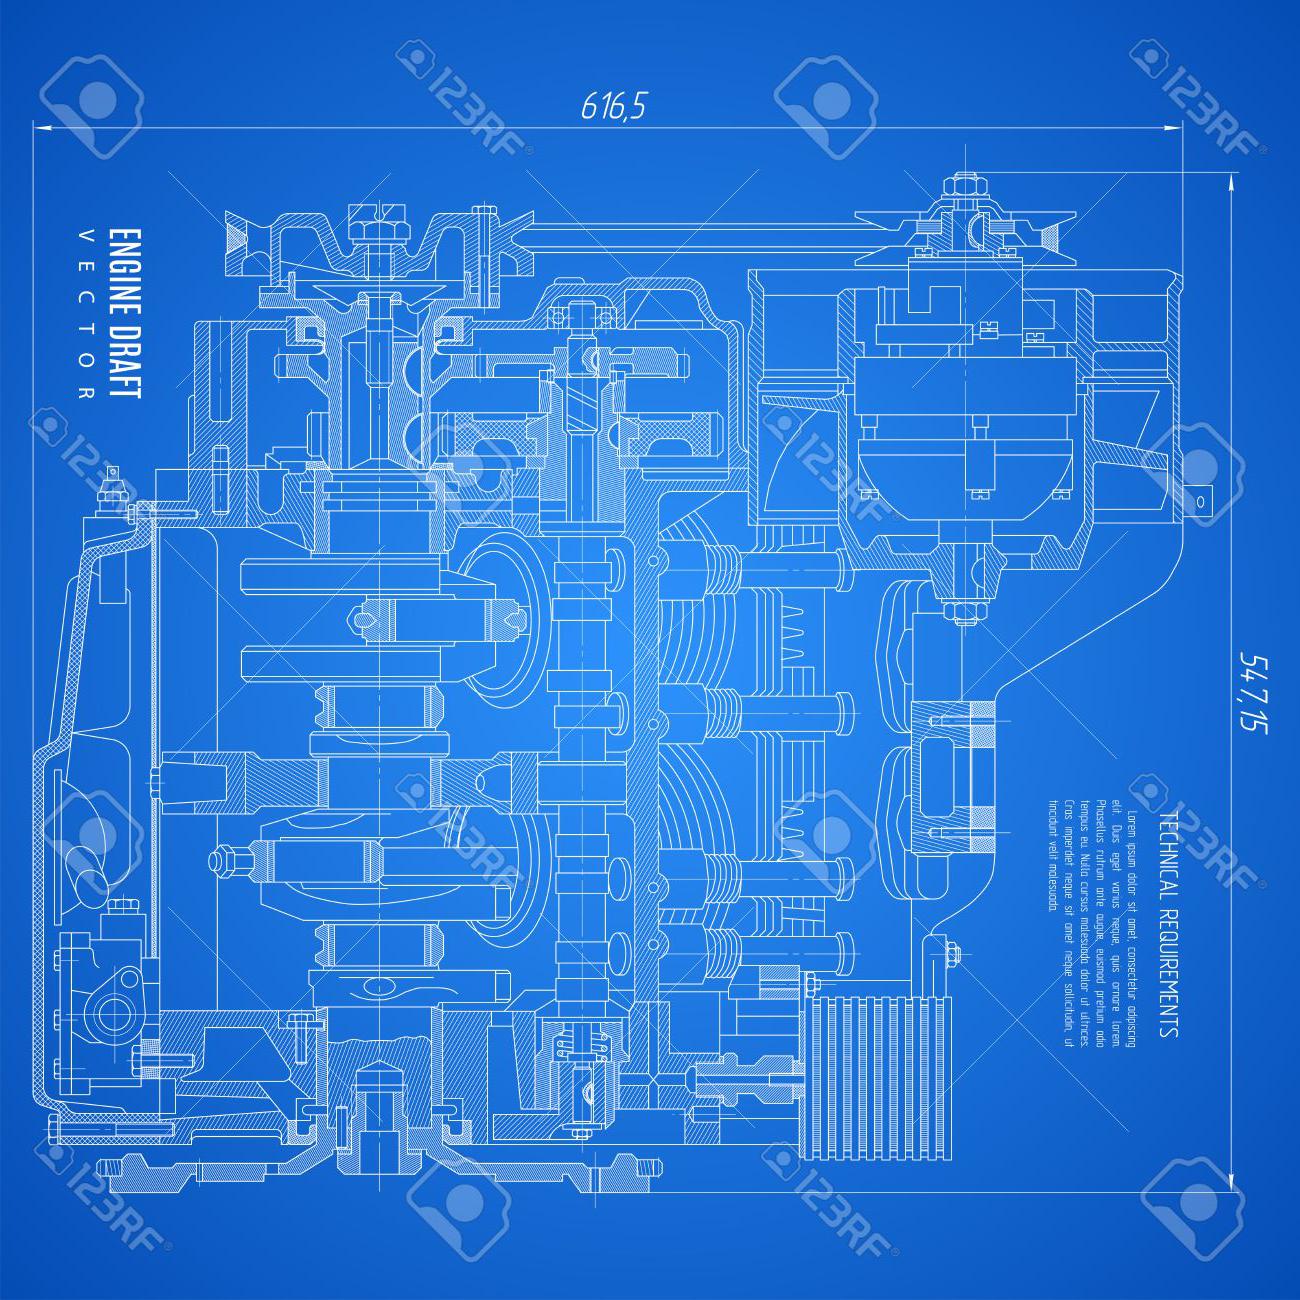 616,5
ENGINE DRAFT
VECTOR
547,15
TECHNICAL REQUIREMENTS
Lorem ipsum dolor sit amet, consectetur adipiscing
elit. Duis eget varius neque, quis ornare lorem.
Phasellus rutrum ante augue, euismod pretium odio
tempus eu. Nulla cursus malesuada dolor ut ultrices.
Cras imperdiet neque sit amet neque sollicitudin, ut
tincidunt velit malesuada.
123RF
123RF
123RF
123RF
123RF
123RF
123RF
123RF